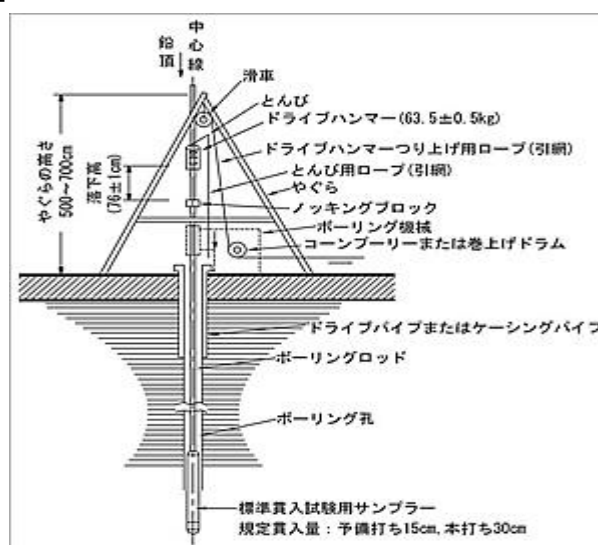 中心線
鉛頂
滑車
とんび
ドライブハンマー(63.5±0.5kg)
ドライブハンマーつり上げ用ロープ(引綱)
とんび用ロープ(引綱)
やぐら
ノッキングブロック
ボーリング機械
コーンプーリーまたは巻上げドラム
やぐらの高さ
500～700cm
落下高
(76±1cm)
ドライブパイプまたはケーシングパイプ
ボーリングロッド
ボーリング孔
標準貫入試験用サンプラー
規定貫入量：予備打ち15cm, 本打ち30cm